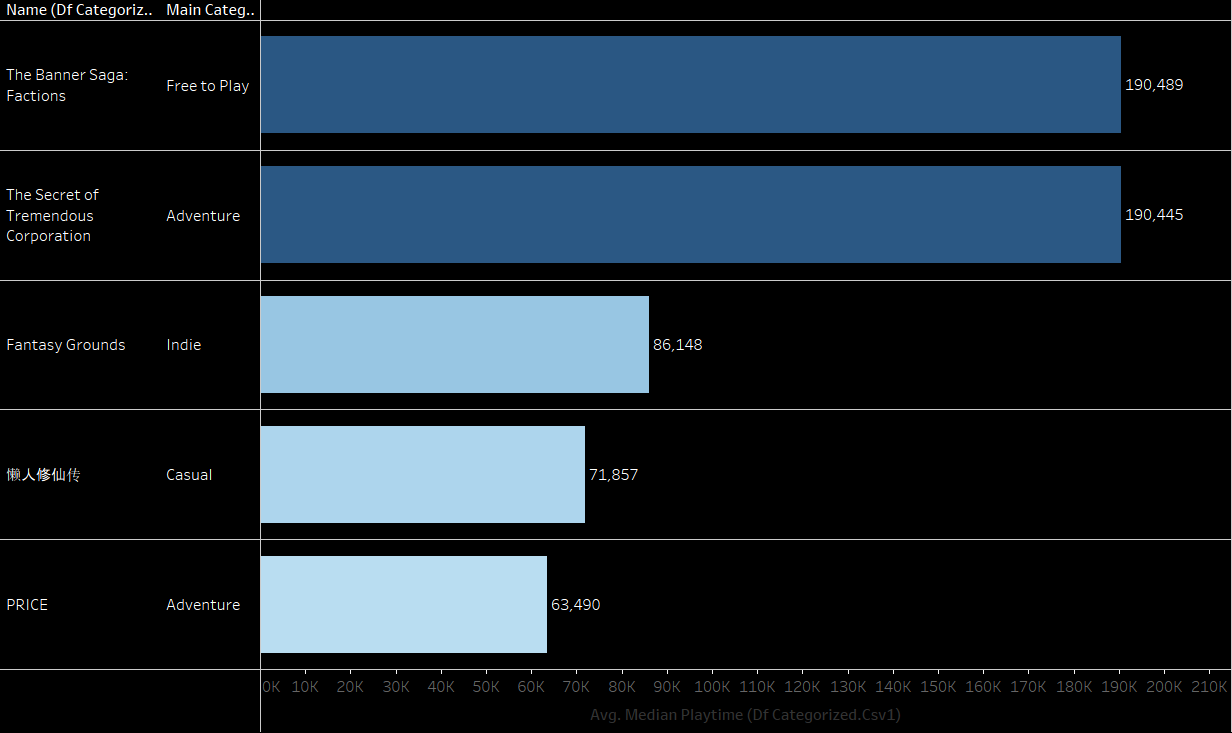 Name (Df Categoriz.. Main Categ..
The Banner Saga:
Factions
Free to Play
190,489
The Secret of
Tremendous
Corporation
Adventure
190,445
Fantasy Grounds
Indie
86,148
懒人修仙传
Casual
71,857
PRICE
Adventure
63,490
0K 10K 20K 30K 40K 50K 60K 70K 80K 90K 100K 110K 120K 130K 140K 150K 160K 170K 180K 190K 200K 210K
Avg. Median Playtime (Df Categorized.Csv1)